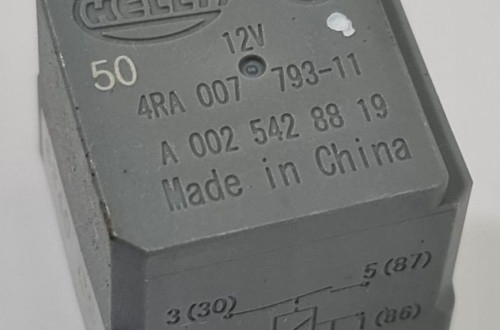 HELLA
12V
50
4RA 007 793-11
A 002 542 88 19
Made in China
5 (87)
3 (30)
1 (86)